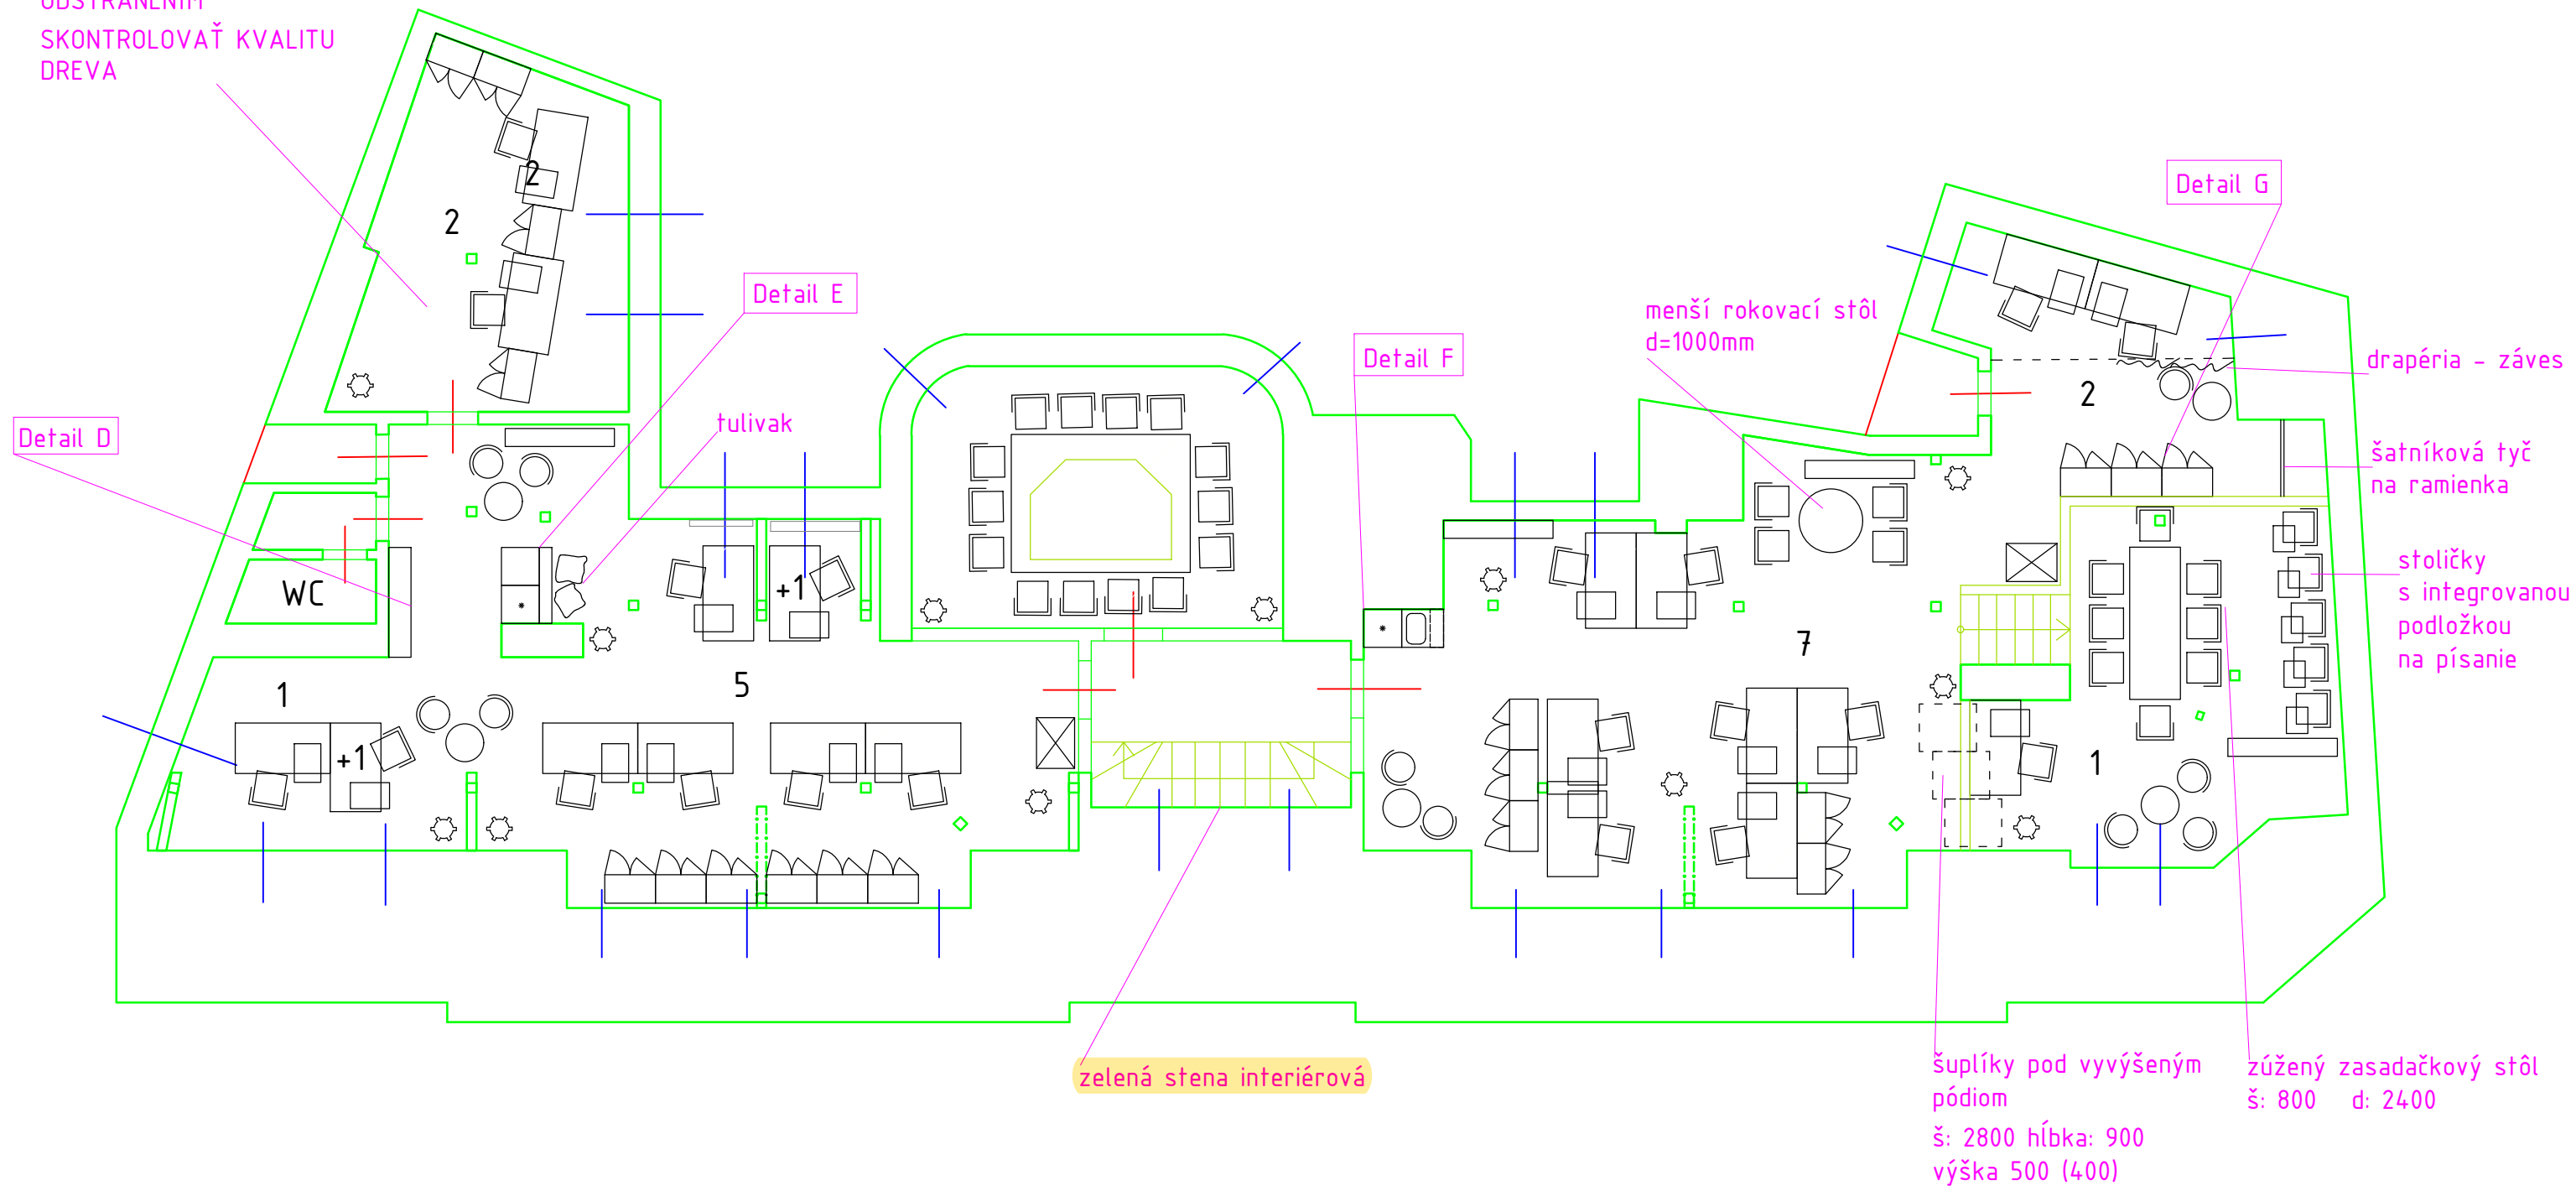 ODSTRÁNENÍM
SKONTROLOVAŤ KVALITU
DREVA
Detail G
2
2
Detail E
menší rokovací stôl
d=1000mm
Detail F
drapéria - záves
2
tulivak
Detail D
šatníková tyč
na ramienka
stoličky
s integrovanou
podložkou
na písanie
WC
+1
7
5
1
+1
1
zelená stena interiérová
šuplíky pod vyvýšeným
pódiom
š: 2800 hĺbka: 900
výška 500 (400)
zúžený zasadačkový stôl
š: 800 d: 2400